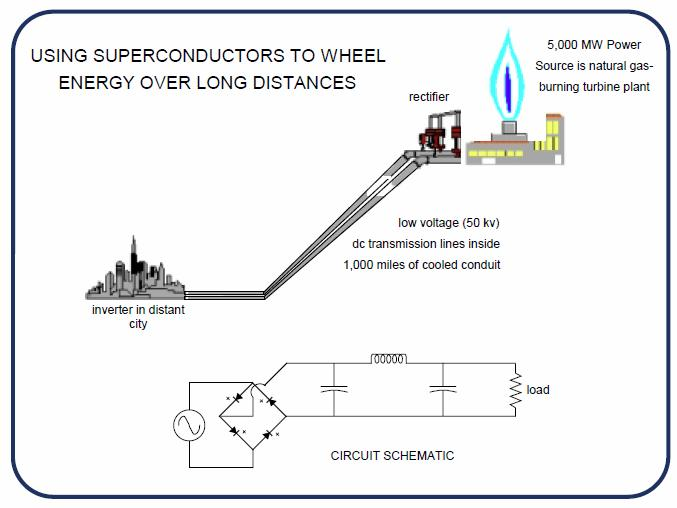 USING SUPERCONDUCTORS TO WHEEL
ENERGY OVER LONG DISTANCES
5,000 MW Power
Source is natural gas-
burning turbine plant
rectifier
low voltage (50 kv)
dc transmission lines inside
1,000 miles of cooled conduit
inverter in distant
city
load
CIRCUIT SCHEMATIC